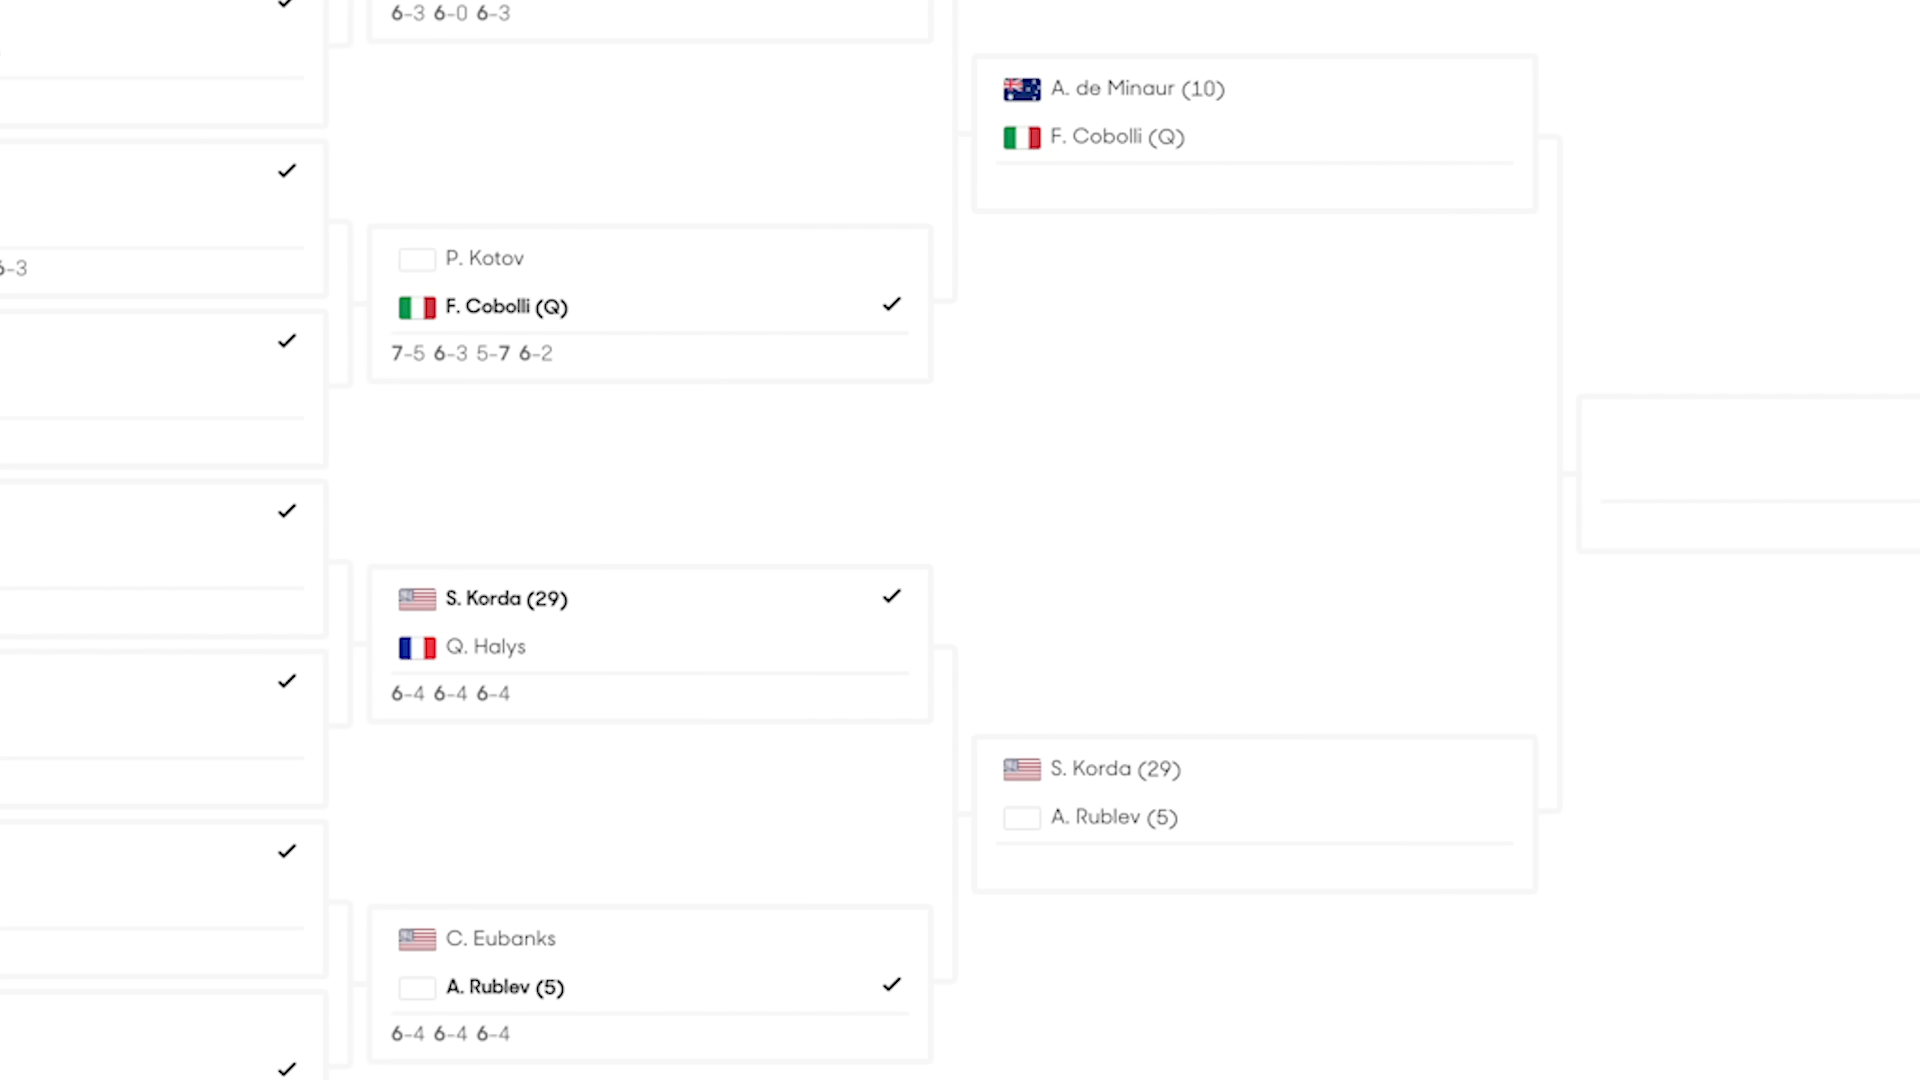 6-3 6-0 6-3
A. de Minaur (10)
F. Cobolli (Q)
P. Kotov
F. Cobolli (Q)
7-5 6-3 5-7 6-2
-3
S. Korda (29)
Q. Halys
6-4 6-4 6-4
S. Korda (29)
A. Rublev (5)
C. Eubanks
A. Rublev (5)
6-4 6-4 6-4